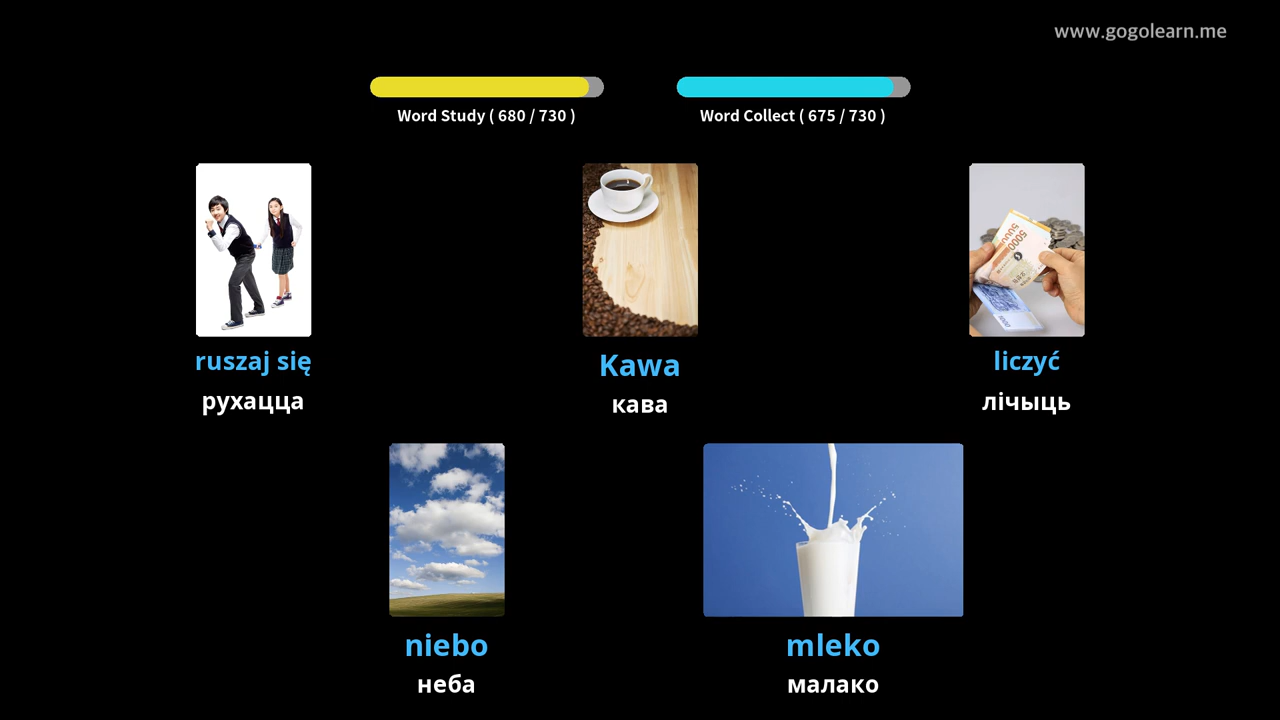 www.gogolearn.me
Word Study ( 680 / 730 )
Word Collect ( 675 / 730 )
ruszaj się
рухацца
Kawa
кава
liczyć
лічыць
niebo
неба
mleko
малако